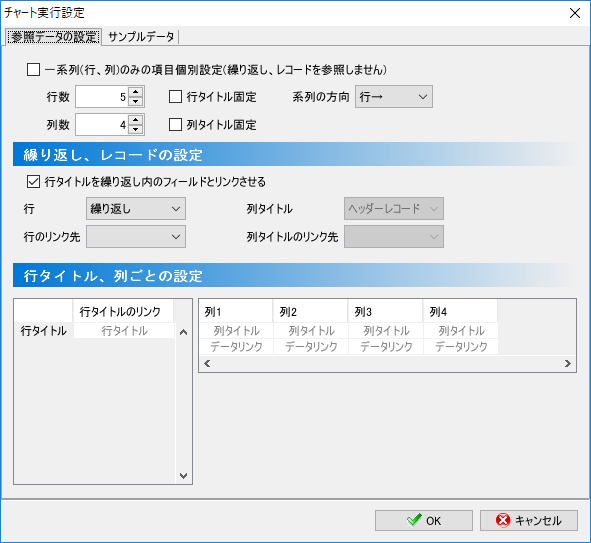 チャート実行設定
参照データの設定 サンプルデータ
一系列(行、列)のみの項目個別設定(繰り返し、レコードを参照しません)
行数 5 行タイトル固定 系列の方向 行→
列数 4 列タイトル固定
繰り返し、レコードの設定
行タイトルを繰り返し内のフィールドとリンクさせる
行 繰り返し 列タイトル ヘッダーレコード
行のリンク先 列タイトルのリンク先
行タイトル、列ごとの設定
行タイトルのリンク 列1 列2 列3 列4
行タイトル 行タイトル 列タイトル 列タイトル 列タイトル 列タイトル
データリンク データリンク データリンク データリンク
OK キャンセル